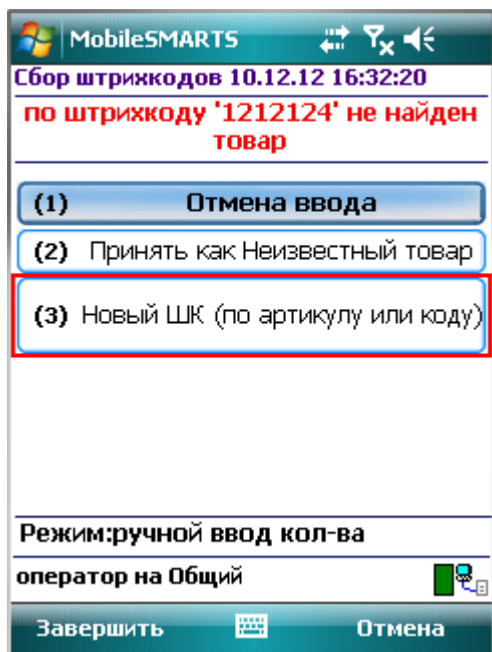 MobileSMARTS
Сбор штрихкодов 10.12.12 16:32:20
по штрихкоду '1212124' не найден
товар
(1) Отмена ввода
(2) Принять как Неизвестный товар
(3) Новый ШК (по артикулу или коду)
Режим:ручной ввод кол-ва
оператор на Общий
Завершить Отмена